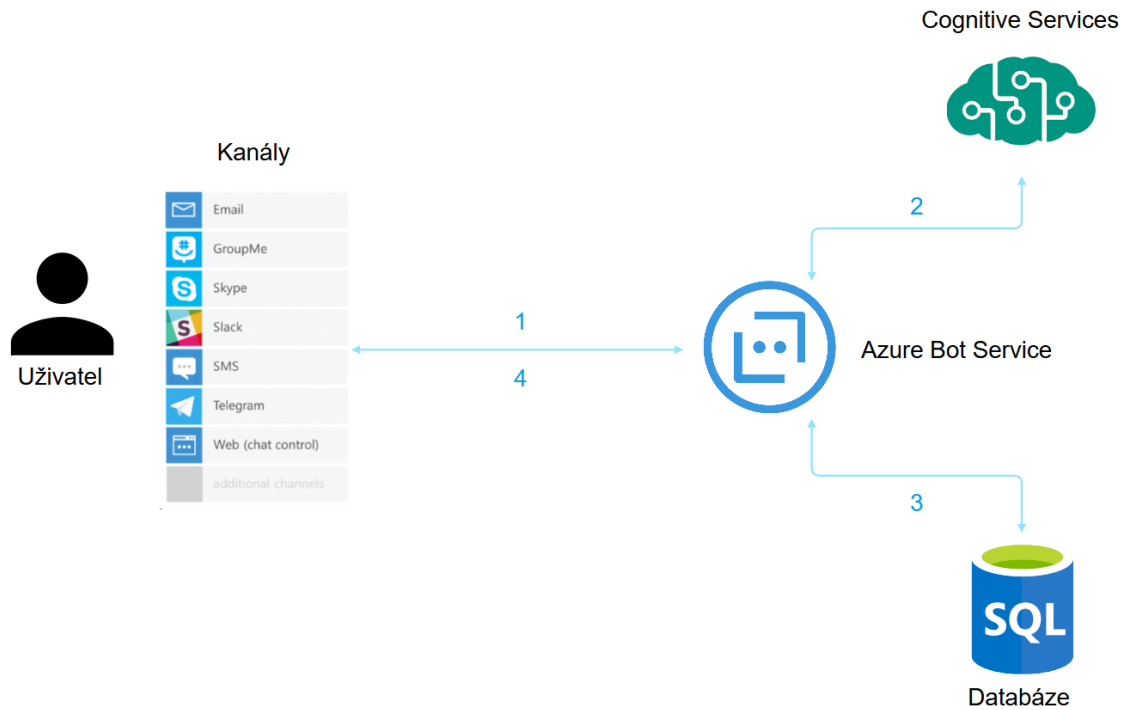 Cognitive Services
Kanály
Email
GroupMe
Skype
Slack
SMS
Telegram
Web (chat control)
additional channels
Uživatel
1
4
2
Azure Bot Service
3
SQL
Databáze